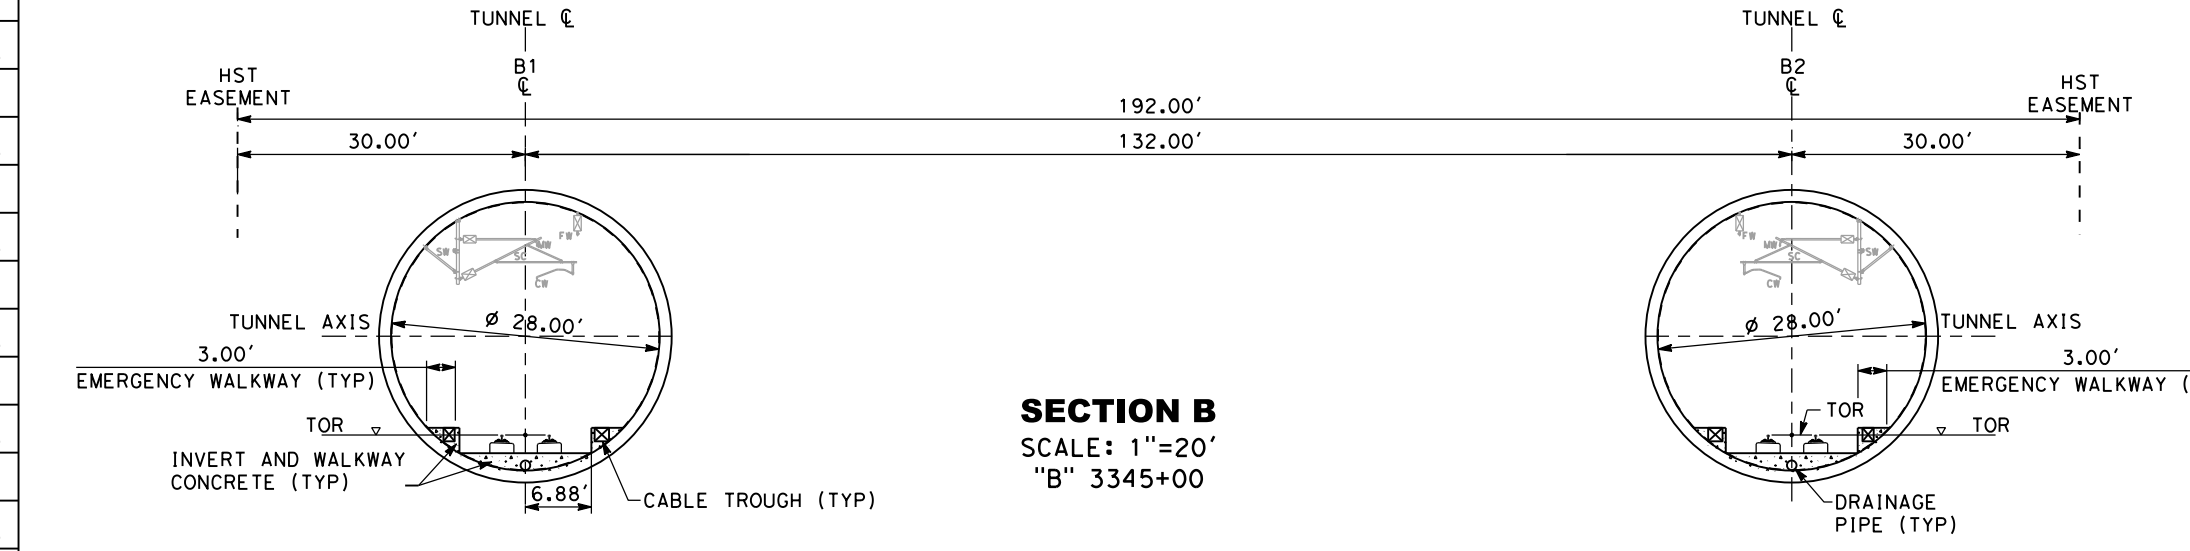 TUNNEL ℄
TUNNEL ℄
B1
℄
B2
℄
HST
EASEMENT
HST
EASEMENT
192.00'
30.00'
132.00'
30.00'
FW
MW
SW
SC
CW
FW
MW
SW
SC
CW
TUNNEL AXIS
Ø 28.00'
Ø 28.00'
TUNNEL AXIS
3.00'
EMERGENCY WALKWAY (TYP)
3.00'
EMERGENCY WALKWAY (
TOR
TOR
TOR
INVERT AND WALKWAY
CONCRETE (TYP)
6.88'
CABLE TROUGH (TYP)
SECTION B
SCALE: 1"=20'
"B" 3345+00
DRAINAGE
PIPE (TYP)